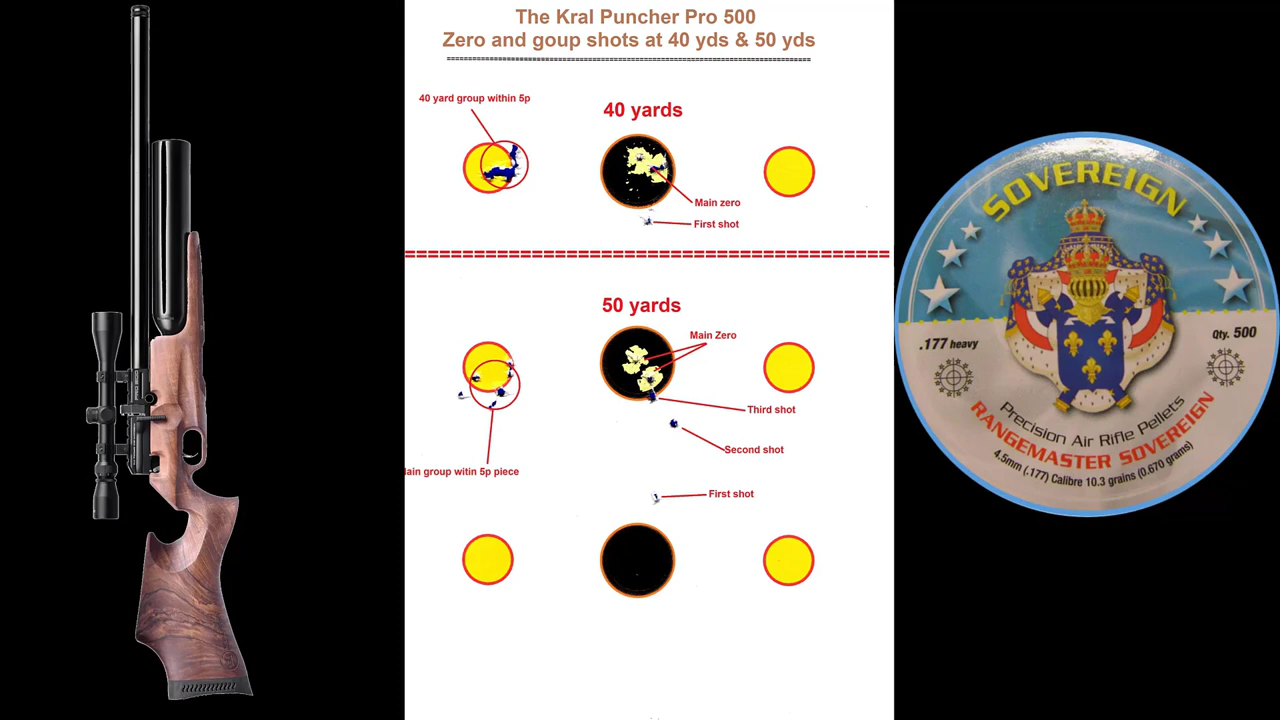 The Kral Puncher Pro 500
Zero and goup shots at 40 yds & 50 yds
40 yard group within 5p
40 yards
Main zero
First shot
50 yards
Main Zero
Third shot
Second shot
ain group witin 5p piece
First shot
SOVEREIGN
.177 heavy
Qty. 500
Precision Air Rifle Pellets
RANGEMASTER SOVEREIGN
4.5mm (.177) Calibre 10.3 grains (0.670 grams)